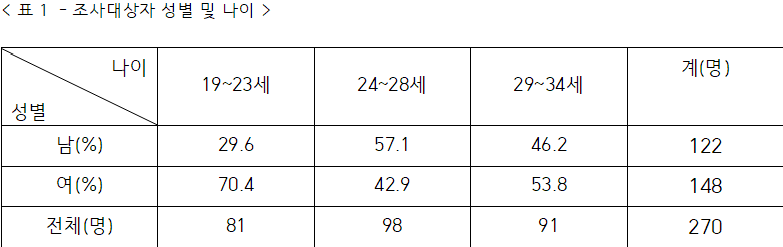 < 표 1 - 조사대상자 성별 및 나이 >
나이 성별 19~23세 24~28세 29~34세 계(명)
남(%) 29.6 57.1 46.2 122
여(%) 70.4 42.9 53.8 148
전체(명) 81 98 91 270